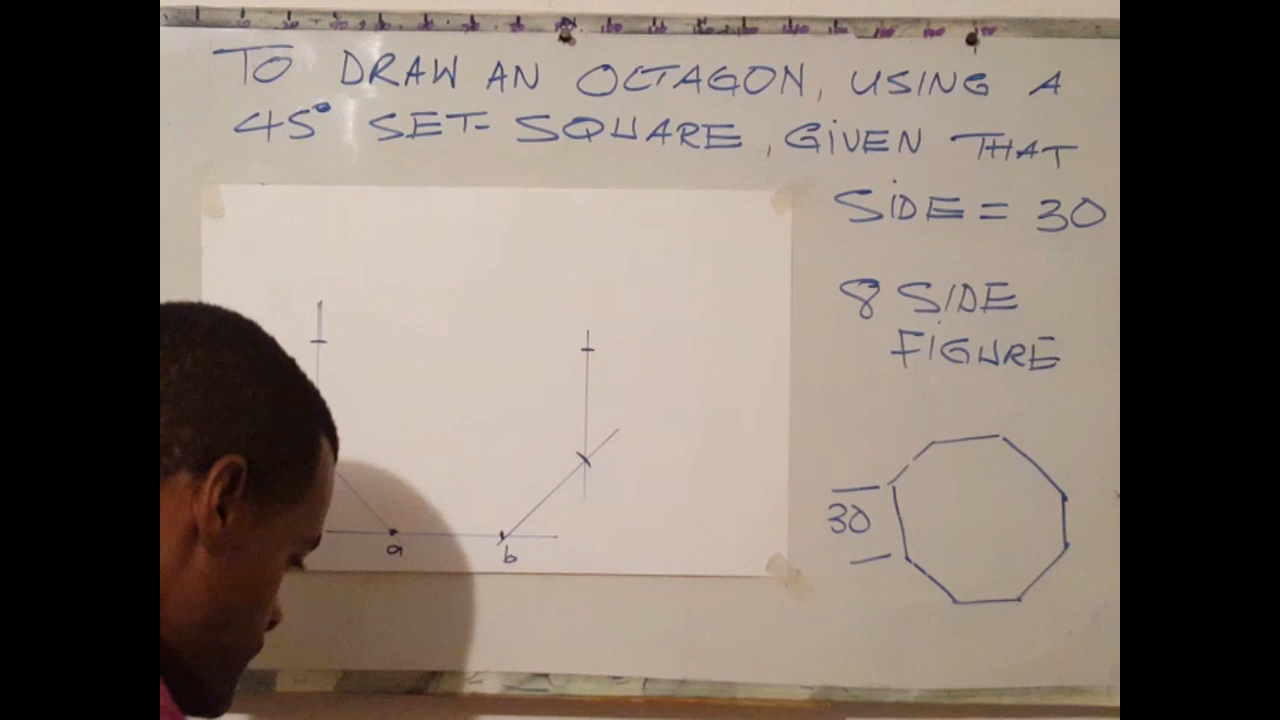 TO DRAW AN OCTAGON, USING A
45° SET-SQUARE, GIVEN THAT
SIDE = 30
8 SIDE
FIGURE
30
a
b